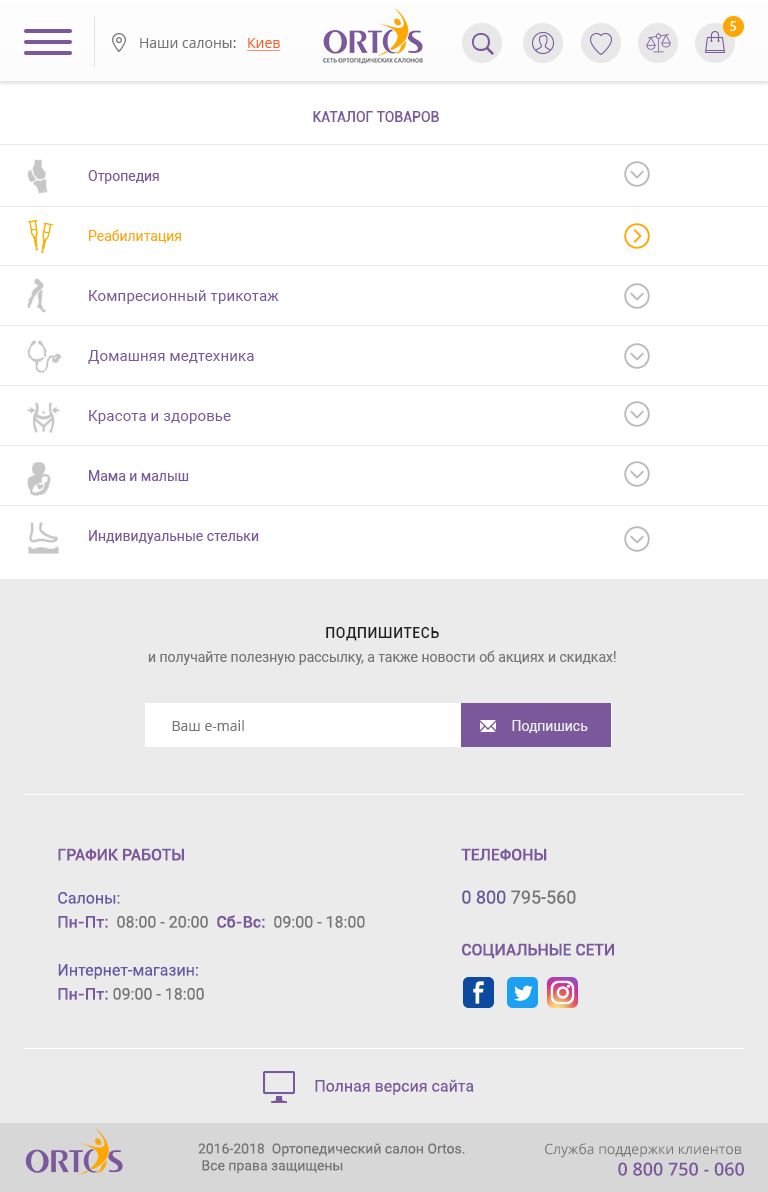 Наши салоны: Киев
ORTOS
СЕТЬ ОРТОПЕДИЧЕСКИХ САЛОНОВ
5
КАТАЛОГ ТОВАРОВ
Отропедия
Реабилитация
Компресионный трикотаж
Домашняя медтехника
Красота и здоровье
Мама и малыш
Индивидуальные стельки
ПОДПИШИТЕСЬ
и получайте полезную рассылку, а также новости об акциях и скидках!
Ваш e-mail
Подпишись
ГРАФИК РАБОТЫ
Салоны:
Пн-Пт: 08:00 - 20:00 Сб-Вс: 09:00 - 18:00
Интернет-магазин:
Пн-Пт: 09:00 - 18:00
ТЕЛЕФОНЫ
0 800 795-560
СОЦИАЛЬНЫЕ СЕТИ
Полная версия сайта
ORTOS
2016-2018 Ортопедический салон Ortos.
Все права защищены
Служба поддержки клиентов
0 800 750 - 060